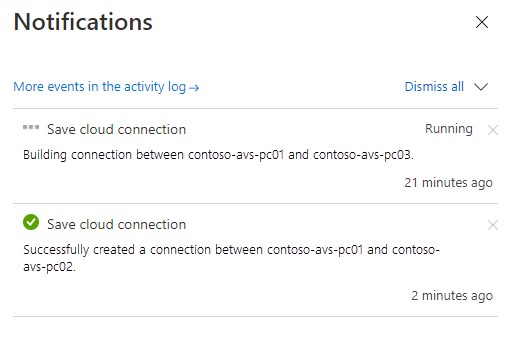 Notifications
More events in the activity log →
Dismiss all
Save cloud connection
Running
Building connection between contoso-avs-pc01 and contoso-avs-pc03.
21 minutes ago
Save cloud connection
Successfully created a connection between contoso-avs-pc01 and contoso-
avs-pc02.
2 minutes ago